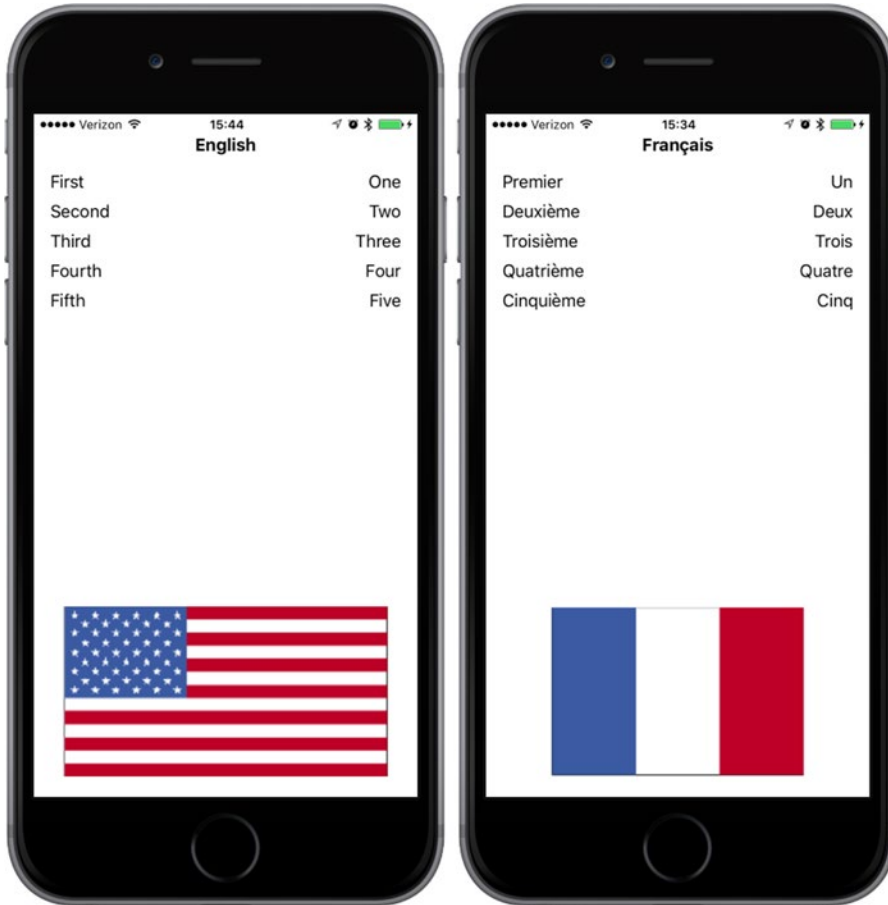 Verizon 15:44
English
First One
Second Two
Third Three
Fourth Four
Fifth Five
Verizon 15:34
Français
Premier Un
Deuxième Deux
Troisième Trois
Quatrième Quatre
Cinquième Cinq